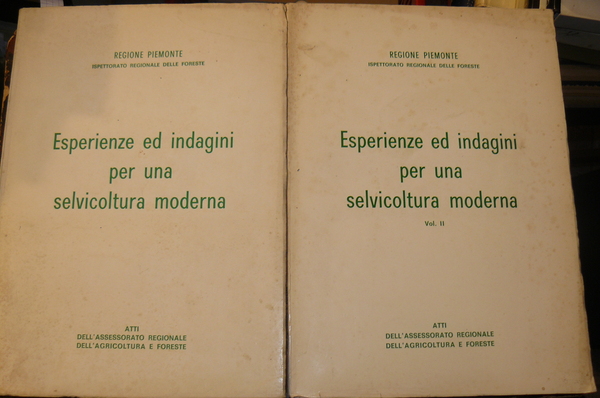 REGIONE PIEMONTE
ISPETTORATO REGIONALE DELLE FORESTE
Esperienze ed indagini
per una
selvicoltura moderna
ATTI
DELL'ASSESSORATO REGIONALE
DELL'AGRICOLTURA E FORESTE
REGIONE PIEMONTE
ISPETTORATO REGIONALE DELLE FORESTE
Esperienze ed indagini
per una
selvicoltura moderna
Vol. II
ATTI
DELL'ASSESSORATO REGIONALE
DELL'AGRICOLTURA E FORESTE